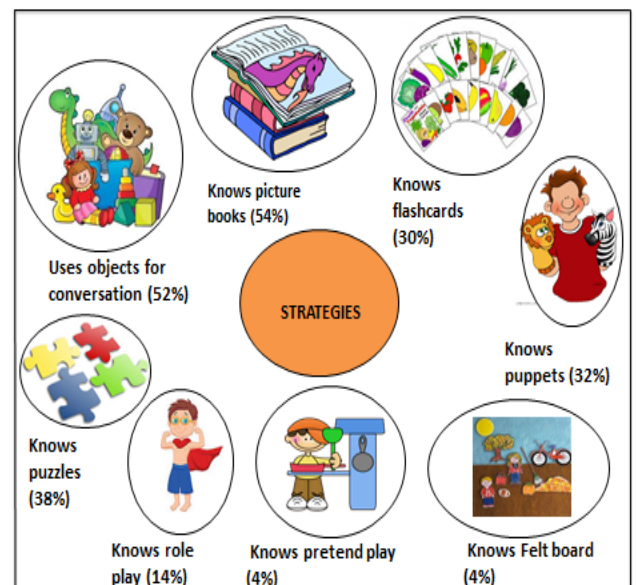 Knows picture
books (54%)
Knows
flashcards
(30%)
Uses objects for
conversation (52%)
STRATEGIES
Knows
puppets (32%)
Knows
puzzles
(38%)
Knows role
play (14%)
Knows pretend play
(4%)
Knows Felt board
(4%)